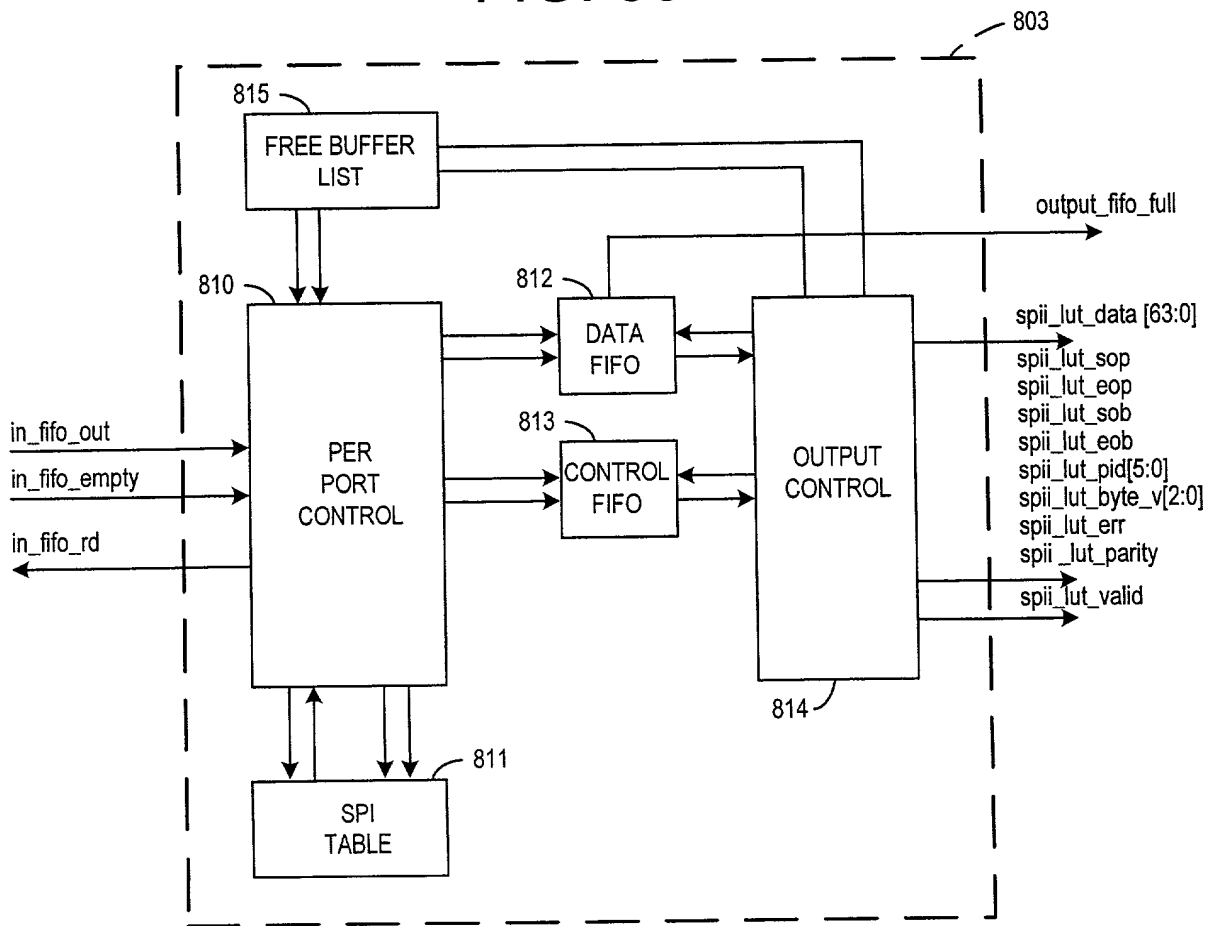 803
815
FREE BUFFER
LIST
output_fifo_full
810
812
DATA
FIFO
spii_lut_data [63:0]
spii_lut_sop
spii_lut_eop
spii_lut_sob
spii_lut_eob
spii_lut_pid[5:0]
spii_lut_byte_v[2:0]
spii_lut_err
spii _lut_parity
spii_lut_valid
in_fifo_out
in_fifo_empty
in_fifo_rd
PER
PORT
CONTROL
813
CONTROL
FIFO
OUTPUT
CONTROL
814
811
SPI
TABLE